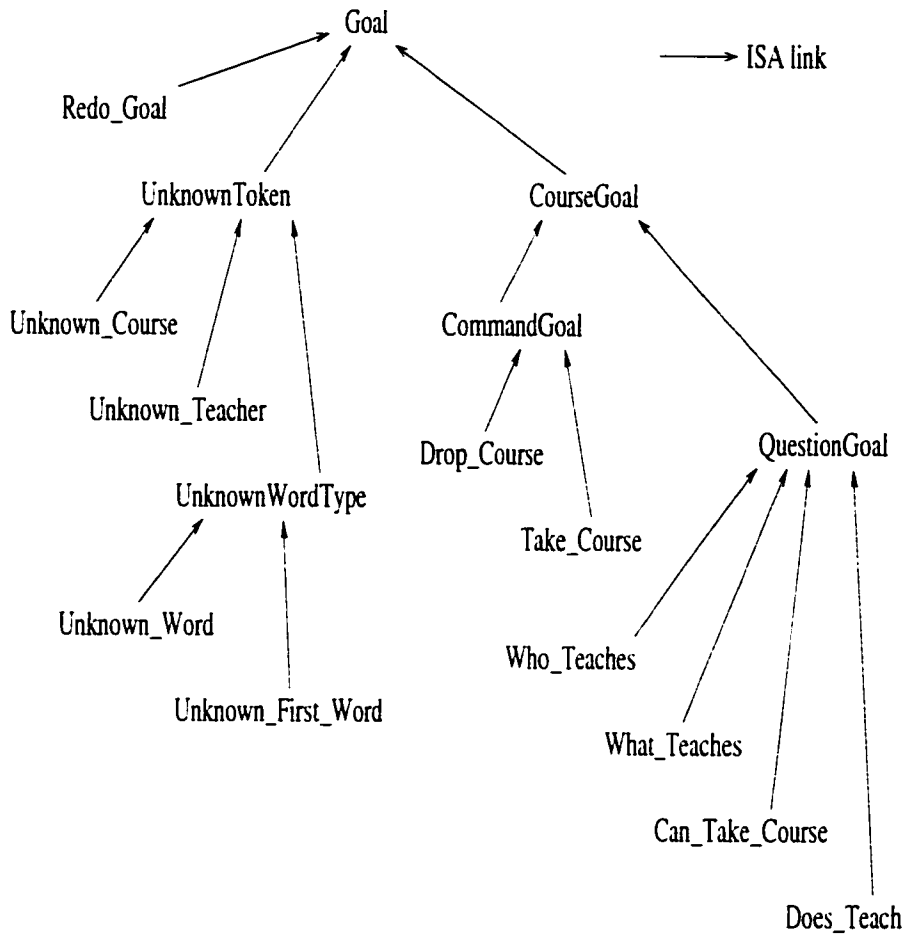 Goal
ISA link
Redo_Goal
UnknownToken
CourseGoal
Unknown_Course
CommandGoal
Unknown_Teacher
QuestionGoal
Drop_Course
UnknownWordType
Take_Course
Unknown_Word
Who_Teaches
Unknown_First_Word
What_Teaches
Can_Take_Course
Does_Teach